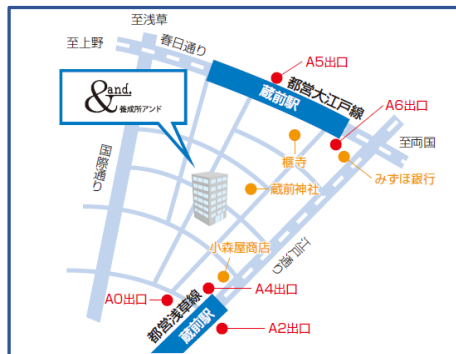 至浅草
春日通り
至上野
A5出口
都営大江戸線
蔵前駅
A6出口
&and.
養成所アンド
至両国
榧寺
みずほ銀行
国際通り
蔵前神社
江戸通り
小森屋商店
A4出口
A0出口
都営浅草線
蔵前駅
A2出口